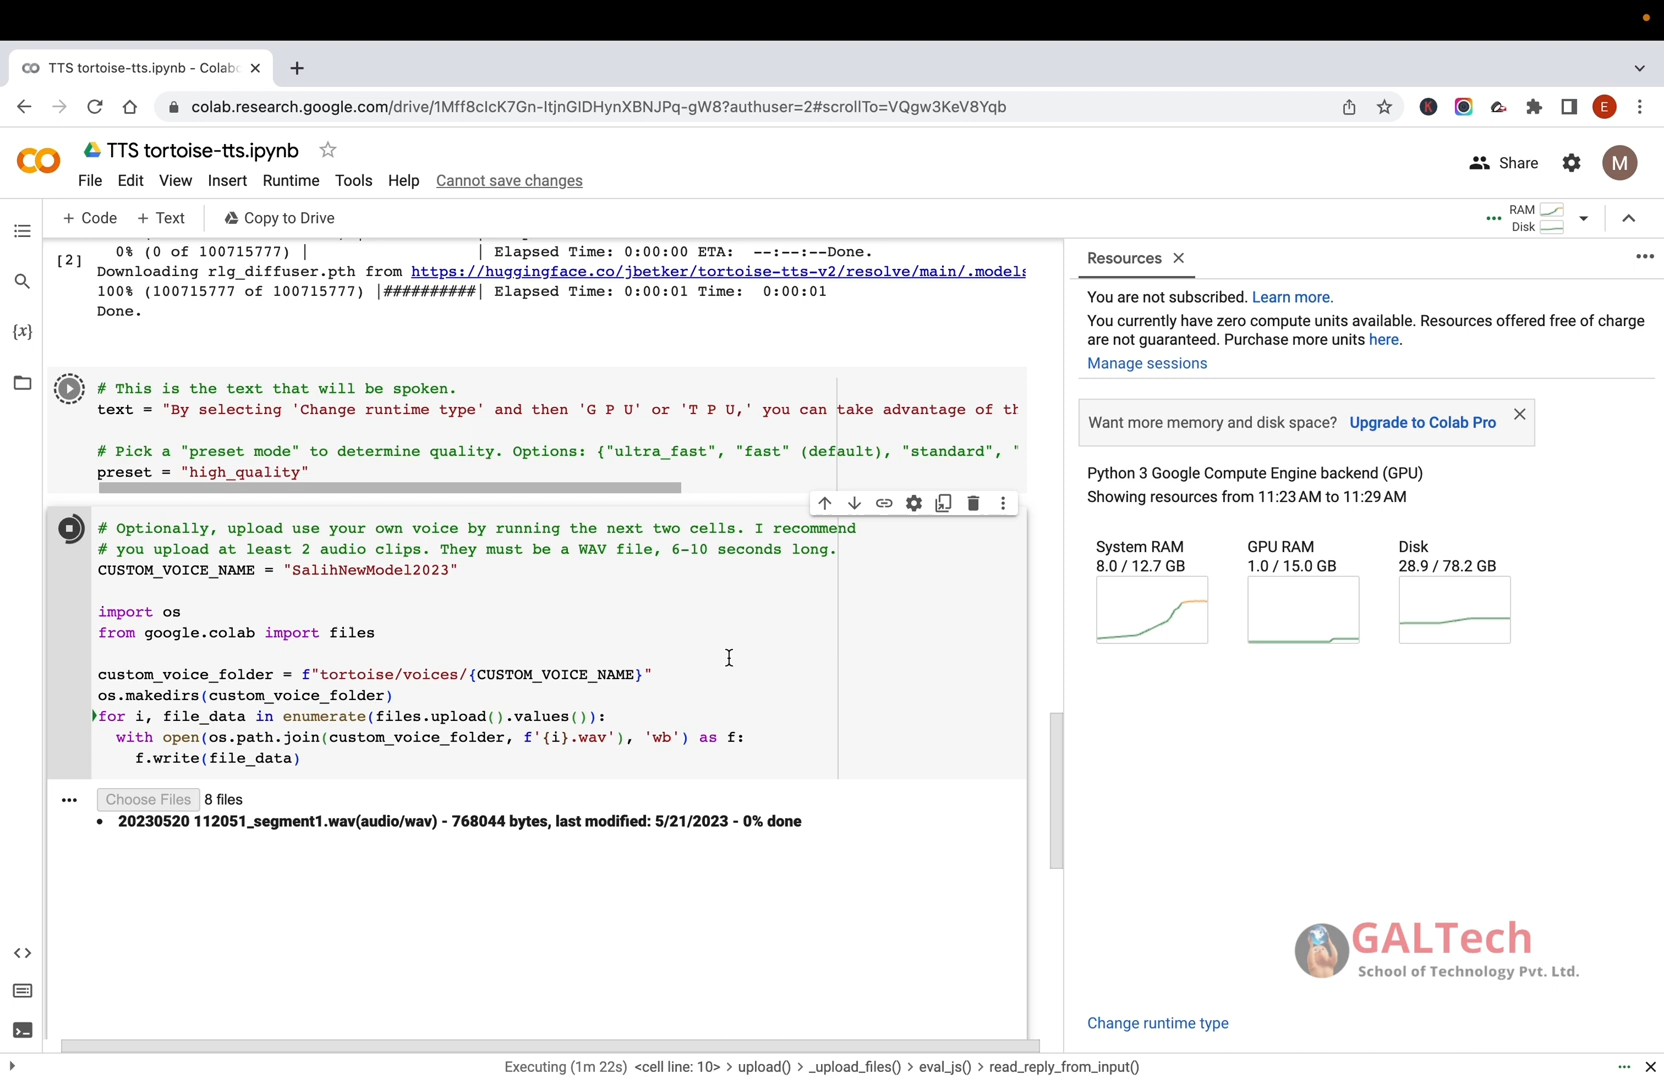 TTS tortoise-tts.ipynb - Colabo
colab.research.google.com/drive/1Mff8cIcK7Gn-ItjnGIDHynXBNJPq-gW8?authuser=2#scrollTo=VQgw3KeV8Yqb
K
E
TTS tortoise-tts.ipynb
File Edit View Insert Runtime Tools Help Cannot save changes
Share
M
+ Code + Text Copy to Drive
RAM
Disk
0% (0 of 100715777) | | Elapsed Time: 0:00:00 ETA: --:--:--Done.
[2]
Downloading rlg_diffuser.pth from https://huggingface.co/jbetker/tortoise-tts-v2/resolve/main/.models
100% (100715777 of 100715777) |##########| Elapsed Time: 0:00:01 Time: 0:00:01
Done.
{x}
# This is the text that will be spoken.
text = "By selecting 'Change runtime type' and then 'G P U' or 'T P U,' you can take advantage of th
# Pick a "preset mode" to determine quality. Options: {"ultra_fast", "fast" (default), "standard", "
preset = "high_quality"
# Optionally, upload use your own voice by running the next two cells. I recommend
# you upload at least 2 audio clips. They must be a WAV file, 6-10 seconds long.
CUSTOM_VOICE_NAME = "SalihNewModel2023"
import os
from google.colab import files
custom_voice_folder = f"tortoise/voices/{CUSTOM_VOICE_NAME}"
os.makedirs(custom_voice_folder)
for i, file_data in enumerate(files.upload().values()):
with open(os.path.join(custom_voice_folder, f'{i}.wav'), 'wb') as f:
f.write(file_data)
Choose Files 8 files
• 20230520 112051_segment1.wav(audio/wav) - 768044 bytes, last modified: 5/21/2023 - 0% done
Resources
You are not subscribed. Learn more.
You currently have zero compute units available. Resources offered free of charge
are not guaranteed. Purchase more units here.
Manage sessions
Want more memory and disk space? Upgrade to Colab Pro
Python 3 Google Compute Engine backend (GPU)
Showing resources from 11:23 AM to 11:29 AM
System RAM
8.0 / 12.7 GB
GPU RAM
1.0 / 15.0 GB
Disk
28.9 / 78.2 GB
GALTech
School of Technology Pvt. Ltd.
Change runtime type
Executing (1m 22s) <cell line: 10> > upload() > _upload_files() > eval_js() > read_reply_from_input()